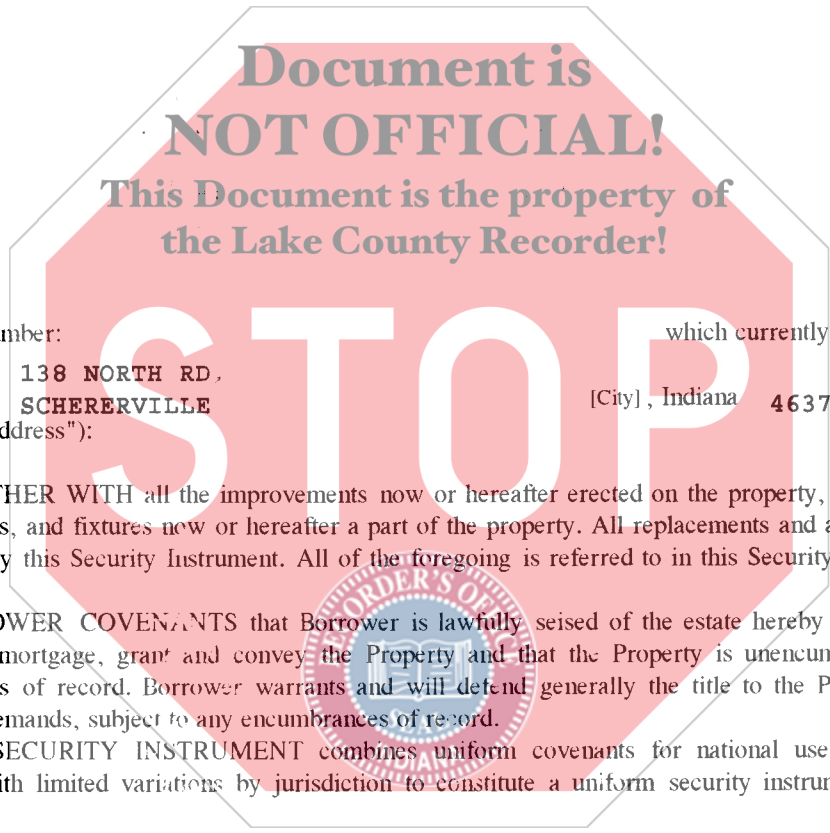 Document is
NOT OFFICIAL!
This Document is the property of
the Lake County Recorder!
STOP
mber: which currently
138 NORTH RD,
SCHERERVILLE [City] , Indiana 4637
ddress"):
HER WITH all the improvements now or hereafter erected on the property,
s, and fixtures now or hereafter a part of the property. All replacements and a
y this Security Instrument. All of the foregoing is referred to in this Security
OWER COVENANTS that Borrower is lawfully seised of the estate hereby
mortgage, grant and convey the Property and that the Property is unencum
s of record. Borrower warrants and will defend generally the title to the P
emands, subject to any encumbrances of record.
SECURITY INSTRUMENT combines uniform covenants for national use
ith limited variations by jurisdiction to constitute a uniform security instrum
RECORDER'S OF
SEAL
INDIANA